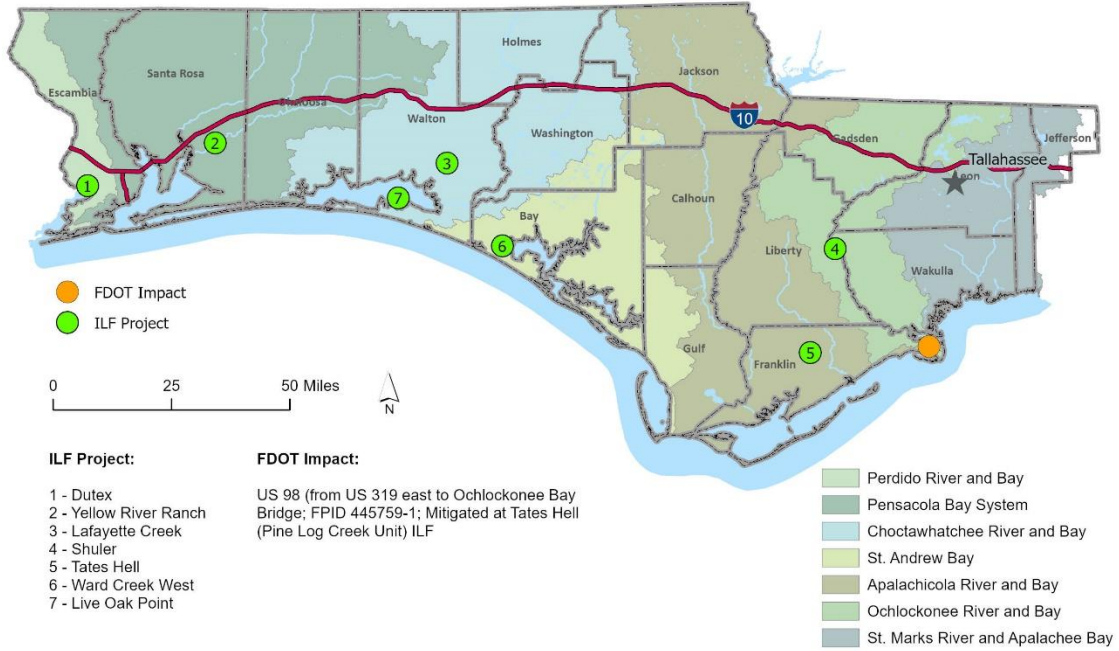 Holmes
Jackson
Santa Rosa
Escambia
Okaloosa
Walton
Washington
10
Gadsden
Jefferson
Tallahassee
Leon
2
3
1
7
Bay
6
Calhoun
Liberty
4
Wakulla
Gulf
Franklin
5
FDOT Impact
ILF Project
0 25 50 Miles
N
ILF Project:
1 - Dutex
2 - Yellow River Ranch
3 - Lafayette Creek
4 - Shuler
5 - Tates Hell
6 - Ward Creek West
7 - Live Oak Point
FDOT Impact:
US 98 (from US 319 east to Ochlockonee Bay
Bridge; FPID 445759-1; Mitigated at Tates Hell
(Pine Log Creek Unit) ILF
Perdido River and Bay
Pensacola Bay System
Choctawhatchee River and Bay
St. Andrew Bay
Apalachicola River and Bay
Ochlockonee River and Bay
St. Marks River and Apalachee Bay